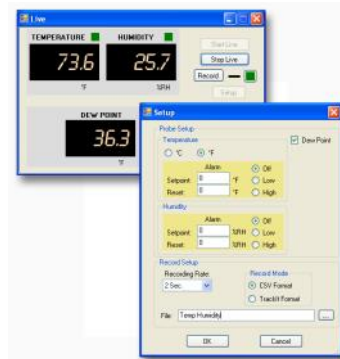 Live
TEMPERATURE HUMIDITY
73.6 25.7
°F %RH
Start Live
Stop Live
Record
Setup
DEW POINT
36.3
°F
Setup
Probe Setup
Temperature
°C °F
Dew Point
Alarm
Setpoint: 0 °F
Reset: 0 °F
Off
Low
High
Humidity
Alarm
Setpoint: 0 %RH
Reset: 0 %RH
Off
Low
High
Record Setup
Recording Rate:
2 Sec
Record Mode
CSV Format
TrackIt Format
File: Temp Humidity
...
OK Cancel